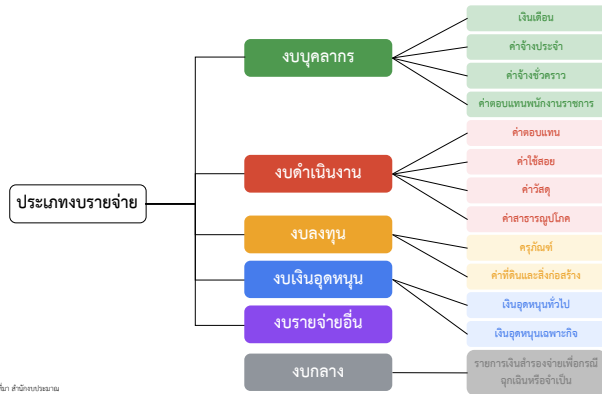 ประเภทงบรายจ่าย
งบบุคลากร
เงินเดือน
ค่าจ้างประจำ
ค่าจ้างชั่วคราว
ค่าตอบแทนพนักงานราชการ
งบดำเนินงาน
ค่าตอบแทน
ค่าใช้สอย
ค่าวัสดุ
ค่าสาธารณูปโภค
งบลงทุน
ครุภัณฑ์
ค่าที่ดินและสิ่งก่อสร้าง
งบเงินอุดหนุน
เงินอุดหนุนทั่วไป
เงินอุดหนุนเฉพาะกิจ
งบรายจ่ายอื่น
งบกลาง
รายการเงินสำรองจ่ายเพื่อกรณี
ฉุกเฉินหรือจำเป็น
ที่มา สำนักงบประมาณ